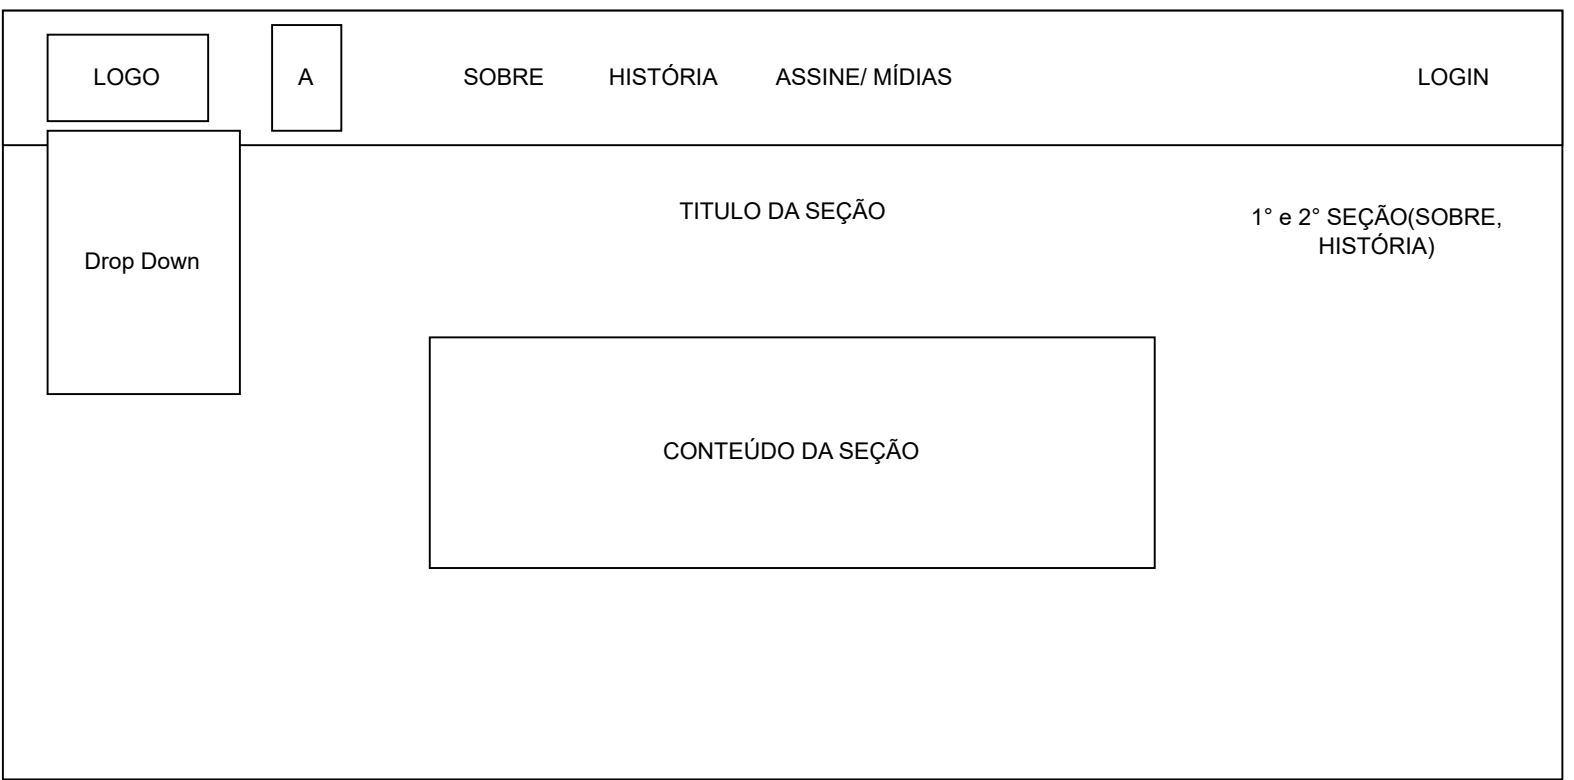 LOGO
A
SOBRE
HISTÓRIA
ASSINE/ MÍDIAS
LOGIN
Drop Down
TITULO DA SEÇÃO
1° e 2° SEÇÃO(SOBRE,
HISTÓRIA)
CONTEÚDO DA SEÇÃO